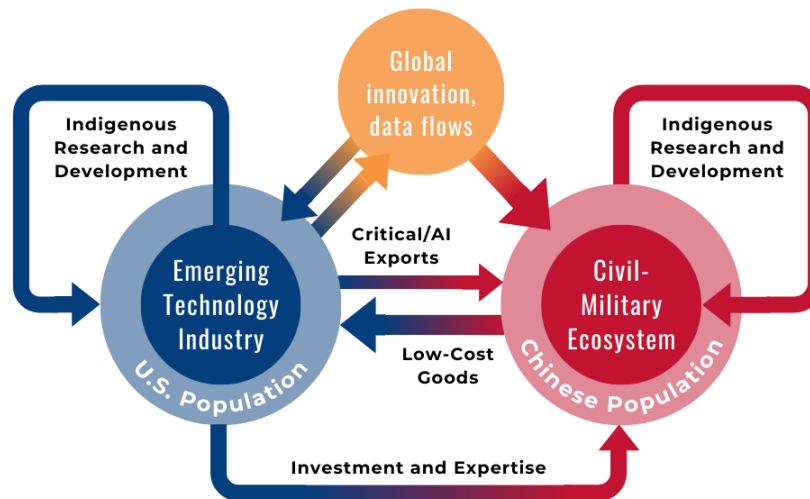 Global
innovation,
data flows
Indigenous
Research and
Development
Indigenous
Research and
Development
Critical/AI
Exports
Emerging
Technology
Industry
U.S. Population
Civil-
Military
Ecosystem
Chinese Population
Low-Cost
Goods
Investment and Expertise